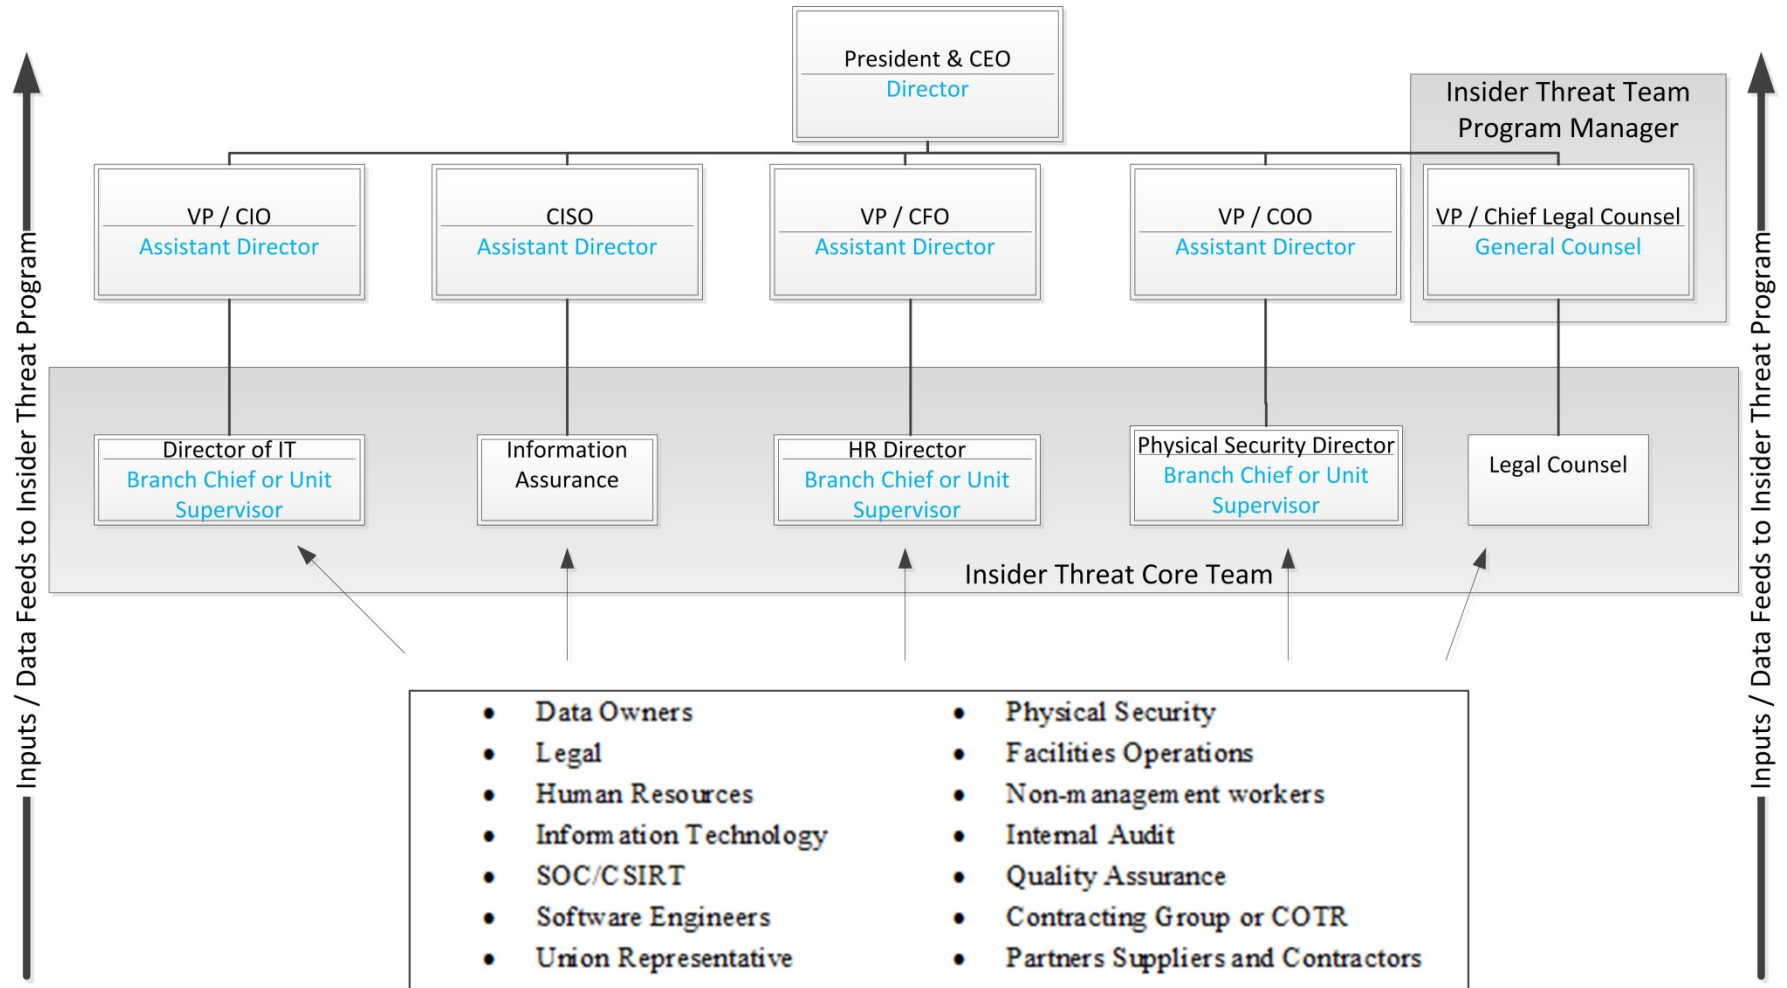 President & CEO
Director
Insider Threat Team
Program Manager
VP / CIO
Assistant Director
CISO
Assistant Director
VP / CFO
Assistant Director
VP / COO
Assistant Director
VP / Chief Legal Counsel
General Counsel
Inputs / Data Feeds to Insider Threat Program
Inputs / Data Feeds to Insider Threat Program
Director of IT
Branch Chief or Unit
Supervisor
Information
Assurance
HR Director
Branch Chief or Unit
Supervisor
Physical Security Director
Branch Chief or Unit
Supervisor
Legal Counsel
Insider Threat Core Team
• Data Owners
• Legal
• Human Resources
• Information Technology
• SOC/CSIRT
• Software Engineers
• Union Representative
• Physical Security
• Facilities Operations
• Non-management workers
• Internal Audit
• Quality Assurance
• Contracting Group or COTR
• Partners Suppliers and Contractors